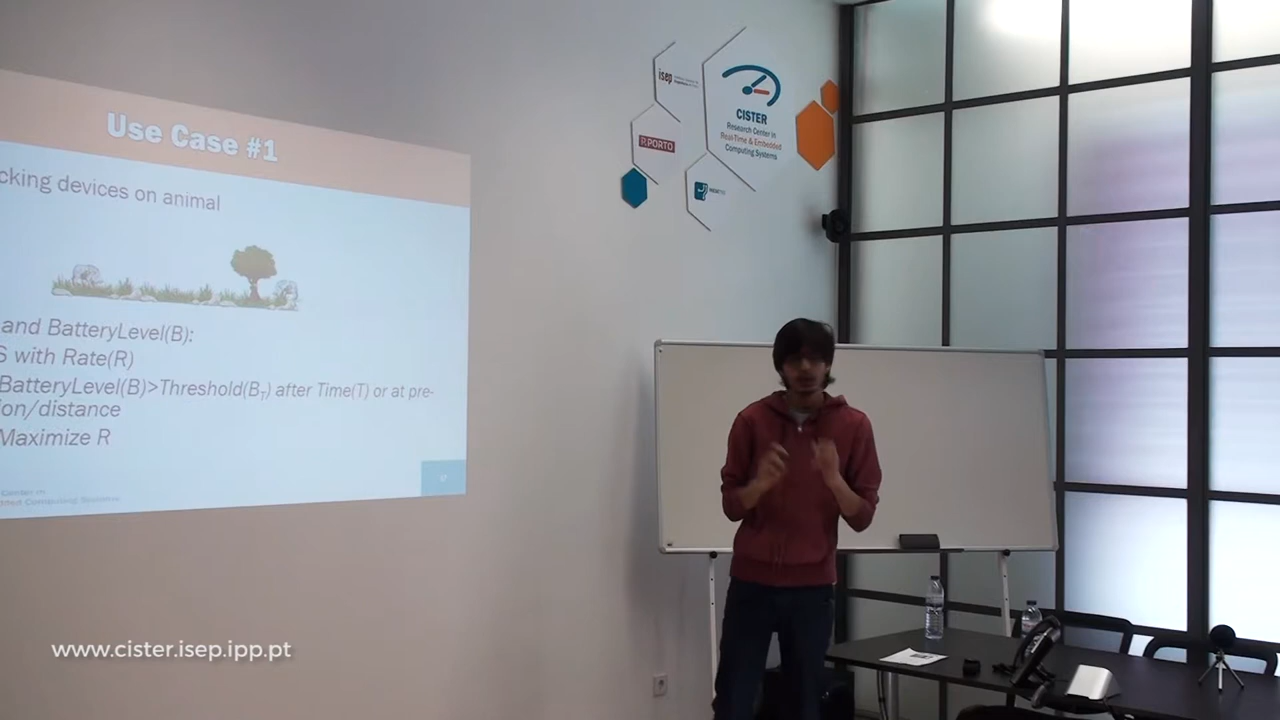 Use Case #1
cking devices on animal
and BatteryLevel(B):
S with Rate(R)
BatteryLevel(B)>Threshold(BT) after Time(T) or at pre-
ion/distance
Maximize R
isep
CISTER
Research Center in
Real-Time & Embedded
Computing Systems
P.PORTO
www.cister.isep.ipp.pt